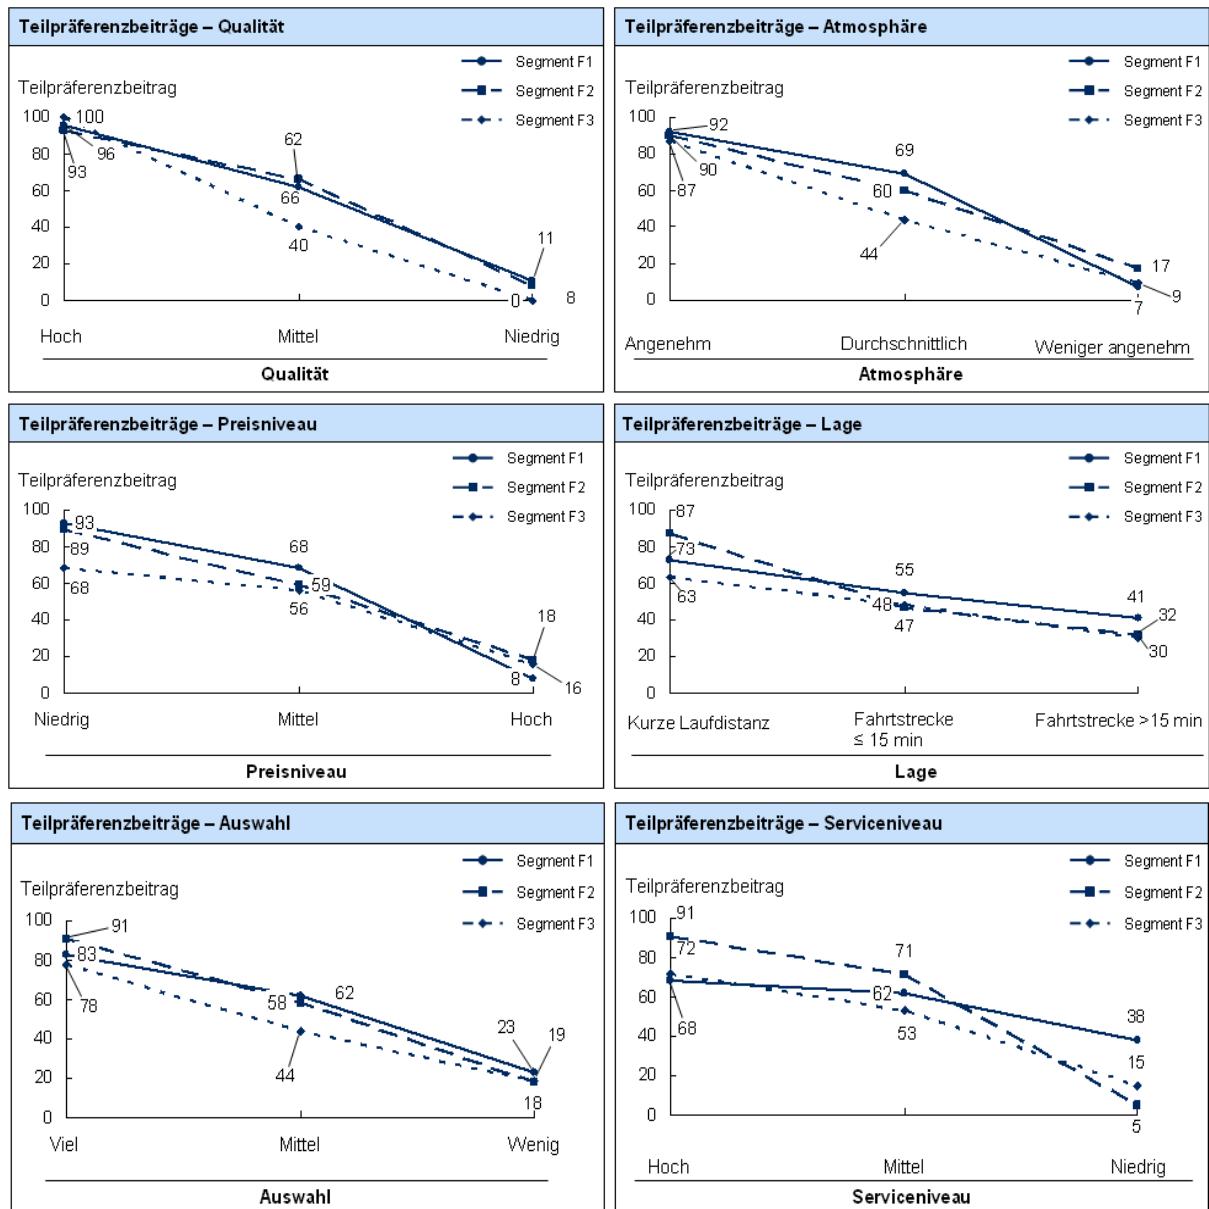 Teilpräferenzbeiträge – Qualität
Segment F1
Segment F2
Segment F3
Teilpräferenzbeitrag
100
80
60
40
20
0
100
96
93
62
66
40
11
0
8
Hoch
Mittel
Niedrig
Qualität
Teilpräferenzbeiträge – Atmosphäre
Segment F1
Segment F2
Segment F3
Teilpräferenzbeitrag
100
80
60
40
20
0
92
90
87
69
60
44
17
9
7
Angenehm
Durchschnittlich
Weniger angenehm
Atmosphäre
Teilpräferenzbeiträge – Preisniveau
Segment F1
Segment F2
Segment F3
Teilpräferenzbeitrag
100
80
60
40
20
0
93
89
68
68
59
56
18
8
16
Niedrig
Mittel
Hoch
Preisniveau
Teilpräferenzbeiträge – Lage
Segment F1
Segment F2
Segment F3
Teilpräferenzbeitrag
100
80
60
40
20
0
87
73
63
55
48
47
41
32
30
Kurze Laufdistanz
Fahrtstrecke
≤ 15 min
Fahrtstrecke >15 min
Lage
Teilpräferenzbeiträge – Auswahl
Segment F1
Segment F2
Segment F3
Teilpräferenzbeitrag
100
80
60
40
20
0
91
83
78
62
58
44
23
19
18
Viel
Mittel
Wenig
Auswahl
Teilpräferenzbeiträge – Serviceniveau
Segment F1
Segment F2
Segment F3
Teilpräferenzbeitrag
100
80
60
40
20
0
91
72
68
71
62
53
38
15
5
Hoch
Mittel
Niedrig
Serviceniveau